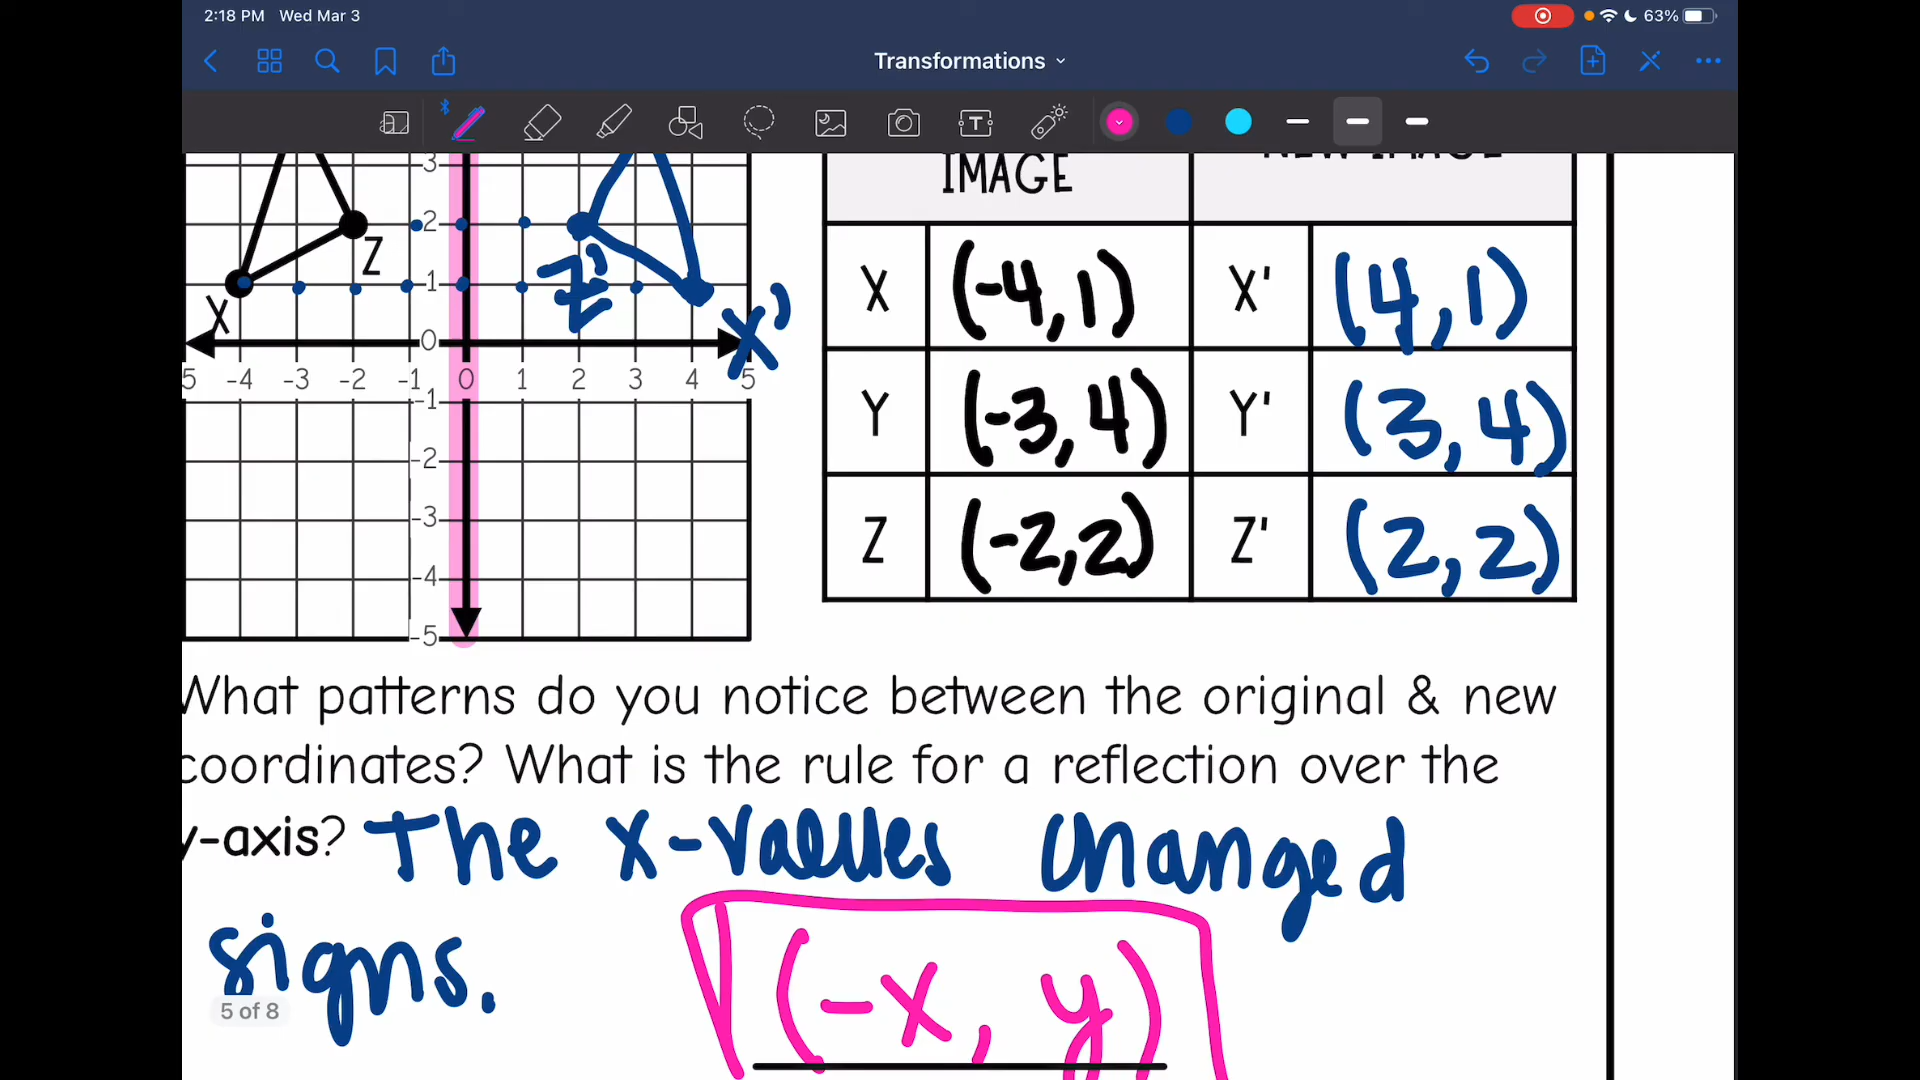 2:18 PM Wed Mar 3
63%
Transformations
T
3
2
1
0
5 -4 -3 -2 -1 0 1 2 3 4 5
-1
-2
-3
-4
-5
X
Z
Z'
X'
IMAGE NEW IMAGE
X (-4, 1) X' (4, 1)
Y (-3, 4) Y' (3, 4)
Z (-2, 2) Z' (2, 2)
What patterns do you notice between the original & new
coordinates? What is the rule for a reflection over the
y-axis? The x-values changed
signs.
(-x, y)
5 of 8